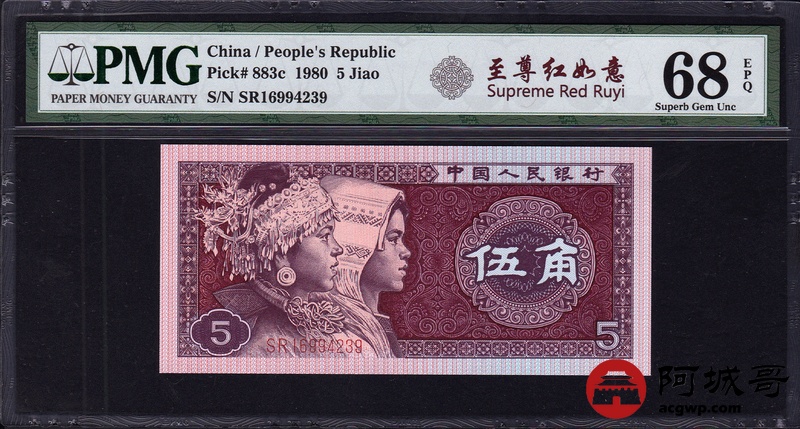 PMG
PAPER MONEY GUARANTY
China / People's Republic
Pick# 883c 1980 5 Jiao
S/N SR16994239
至尊红如意
Supreme Red Ruyi
68
EPQ
Superb Gem Unc
中国人民银行
伍角
5
SR16994239
5
阿城哥
acgwp.com